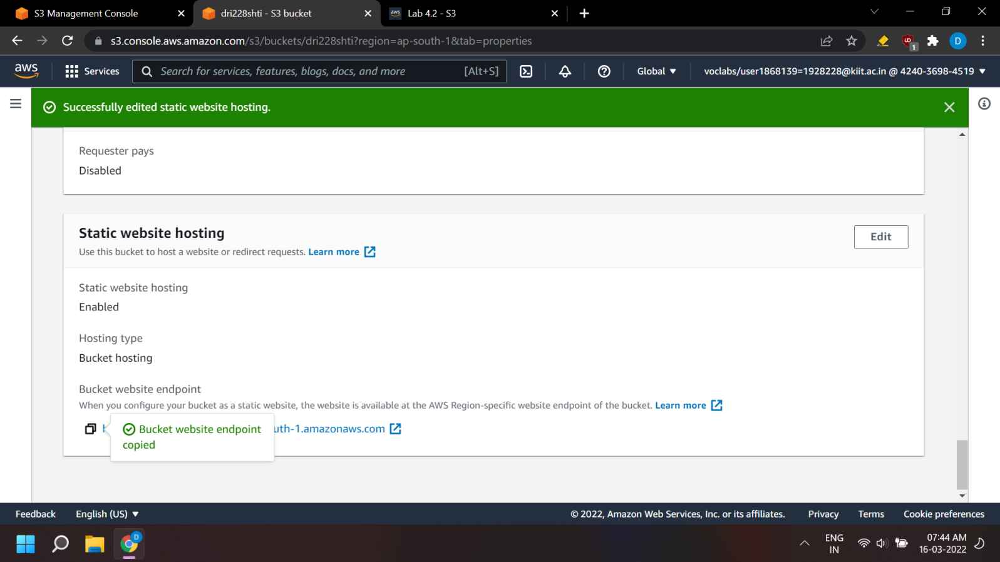 S3 Management Console
dri228shti - S3 bucket
aws Lab 4.2 - S3
s3.console.aws.amazon.com/s3/buckets/dri228shti?region=ap-south-1&tab=properties
1
D
aws
Services
Search for services, features, blogs, docs, and more [Alt+S]
Global
voclabs/user1868139=1928228@kiit.ac.in @ 4240-3698-4519
Successfully edited static website hosting.
Requester pays
Disabled
Static website hosting
Edit
Use this bucket to host a website or redirect requests. Learn more
Static website hosting
Enabled
Hosting type
Bucket hosting
Bucket website endpoint
When you configure your bucket as a static website, the website is available at the AWS Region-specific website endpoint of the bucket. Learn more
Bucket website endpoint
copied
uth-1.amazonaws.com
Feedback
English (US)
© 2022, Amazon Web Services, Inc. or its affiliates.
Privacy
Terms
Cookie preferences
D
ENG
IN
07:44 AM
16-03-2022